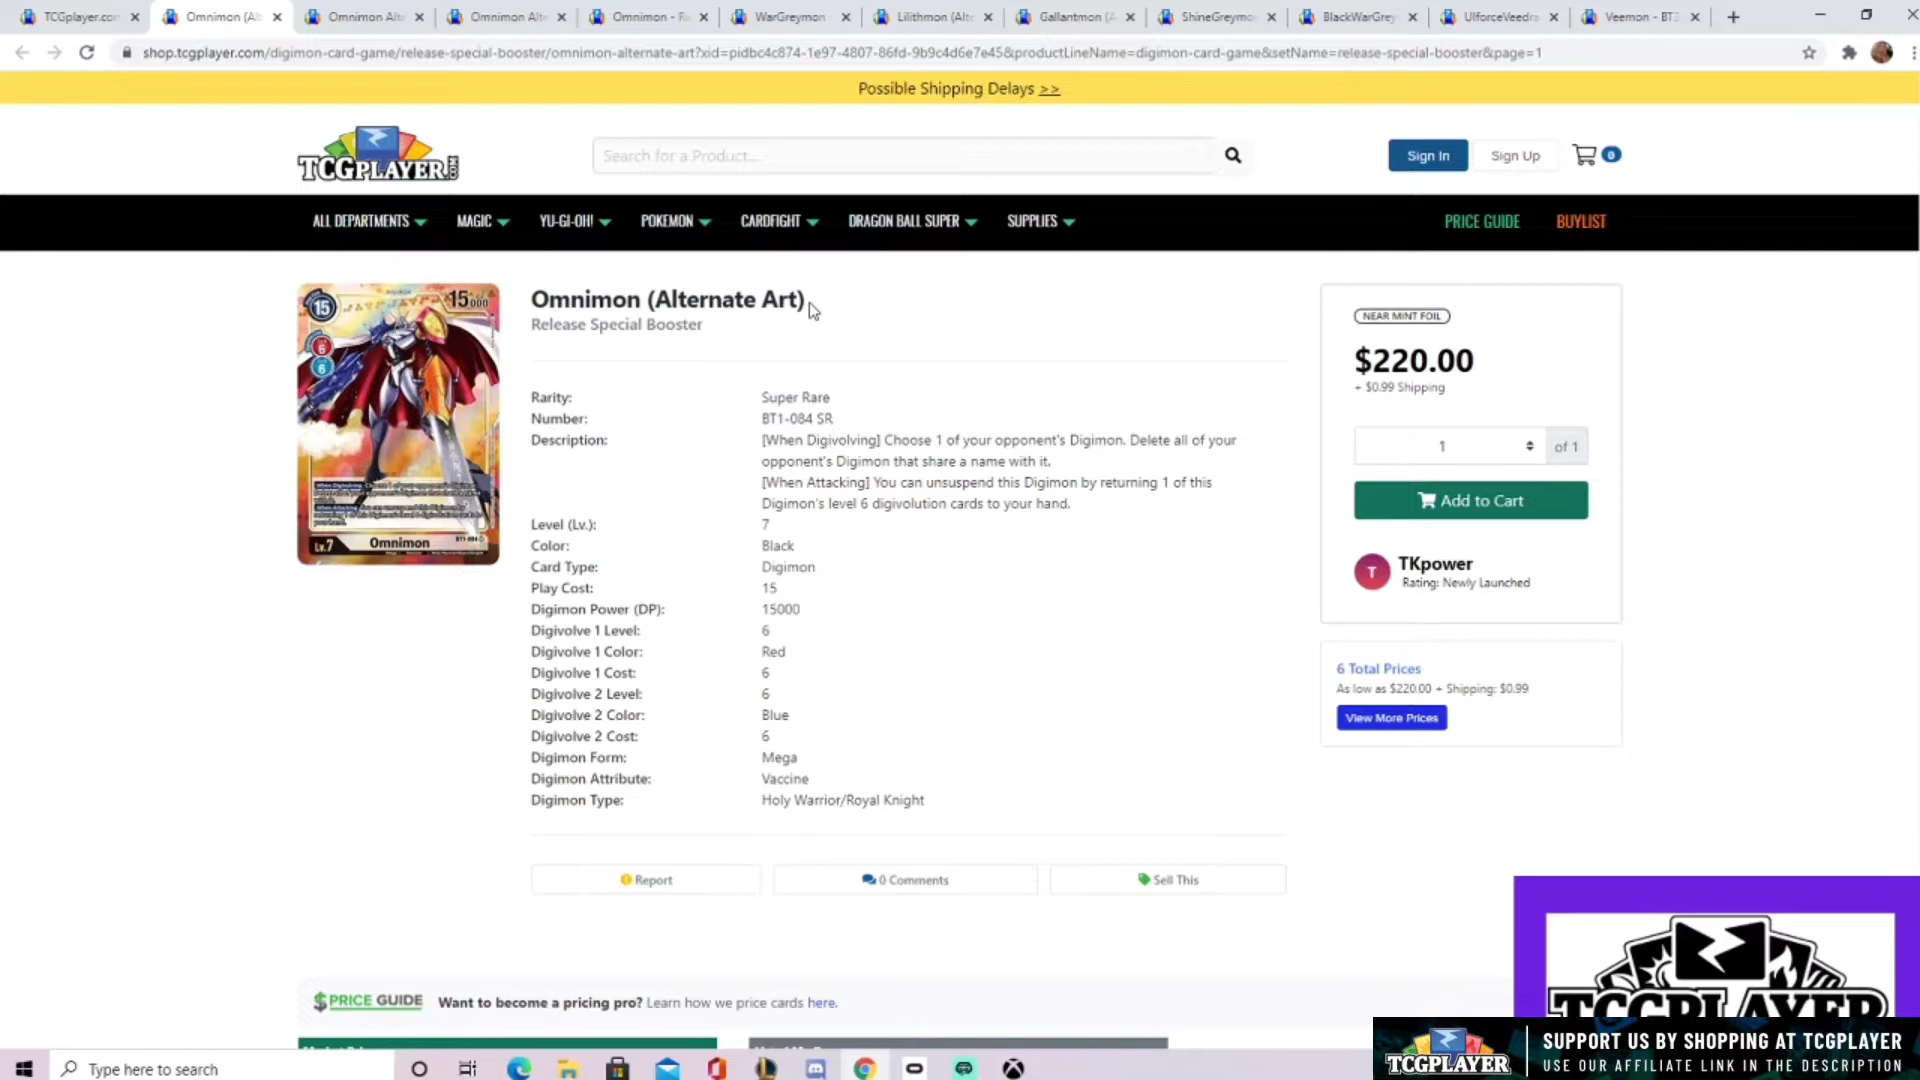 TCGplayer.com
Omnimon (Al
Omnimon Alt
Omnimon Alt
Omnimon - R
WarGreymon
Lilithmon (Alte
Gallantmon (A
ShineGreymo
BlackWarGrey
UlforceVeedra
Veemon - BT3
shop.tcgplayer.com/digimon-card-game/release-special-booster/omnimon-alternate-art?xid=pidbc4c874-1e97-4807-86fd-9b9c4d6e7e45&productLineName=digimon-card-game&setName=release-special-booster&page=1
Possible Shipping Delays >>
TCGPLAYER.COM
Search for a Product...
Sign In
Sign Up
0
ALL DEPARTMENTS
MAGIC
YU-GI-OH!
POKEMON
CARDFIGHT
DRAGON BALL SUPER
SUPPLIES
PRICE GUIDE
BUYLIST
15
15000
6
6
Lv.7
Omnimon
BT1-084
Omnimon (Alternate Art)
Release Special Booster
Rarity: Super Rare
Number: BT1-084 SR
Description: [When Digivolving] Choose 1 of your opponent's Digimon. Delete all of your
opponent's Digimon that share a name with it.
[When Attacking] You can unsuspend this Digimon by returning 1 of this
Digimon's level 6 digivolution cards to your hand.
Level (Lv.): 7
Color: Black
Card Type: Digimon
Play Cost: 15
Digimon Power (DP): 15000
Digivolve 1 Level: 6
Digivolve 1 Color: Red
Digivolve 1 Cost: 6
Digivolve 2 Level: 6
Digivolve 2 Color: Blue
Digivolve 2 Cost: 6
Digimon Form: Mega
Digimon Attribute: Vaccine
Digimon Type: Holy Warrior/Royal Knight
NEAR MINT FOIL
$220.00
+ $0.99 Shipping
1
of 1
Add to Cart
T
TKpower
Rating: Newly Launched
6 Total Prices
As low as $220.00 + Shipping: $0.99
View More Prices
Report
0 Comments
Sell This
$PRICE GUIDE
Want to become a pricing pro? Learn how we price cards here.
TCGPLAYER
TCGPLAYER
SUPPORT US BY SHOPPING AT TCGPLAYER
USE OUR AFFILIATE LINK IN THE DESCRIPTION
Type here to search